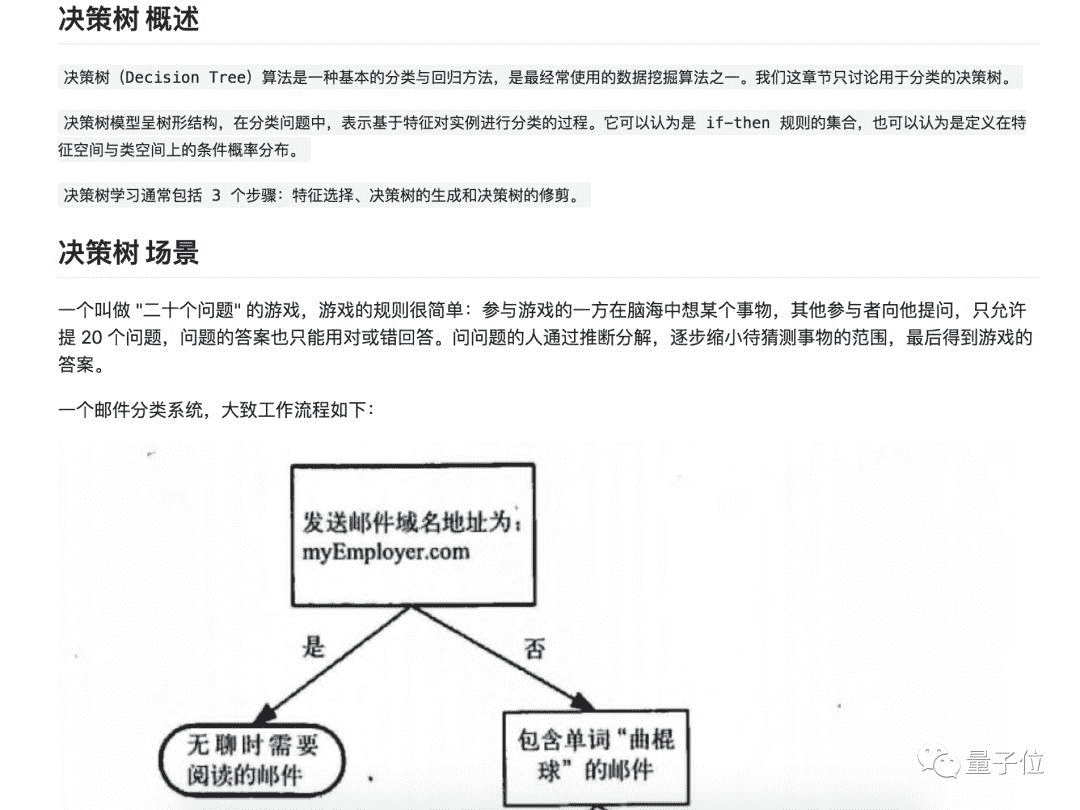 决策树 概述
决策树（Decision Tree）算法是一种基本的分类与回归方法，是最经常使用的数据挖掘算法之一。我们这章节只讨论用于分类的决策树。
决策树模型呈树形结构，在分类问题中，表示基于特征对实例进行分类的过程。它可以认为是 if-then 规则的集合，也可以认为是定义在特
征空间与类空间上的条件概率分布。
决策树学习通常包括 3 个步骤：特征选择、决策树的生成和决策树的修剪。
决策树 场景
一个叫做 "二十个问题" 的游戏，游戏的规则很简单：参与游戏的一方在脑海中想某个事物，其他参与者向他提问，只允许
提 20 个问题，问题的答案也只能用对或错回答。问问题的人通过推断分解，逐步缩小待猜测事物的范围，最后得到游戏的
答案。
一个邮件分类系统，大致工作流程如下：
发送邮件域名地址为：
myEmployer.com
是
否
无聊时需要
阅读的邮件
包含单词“曲棍
球”的邮件
量子位